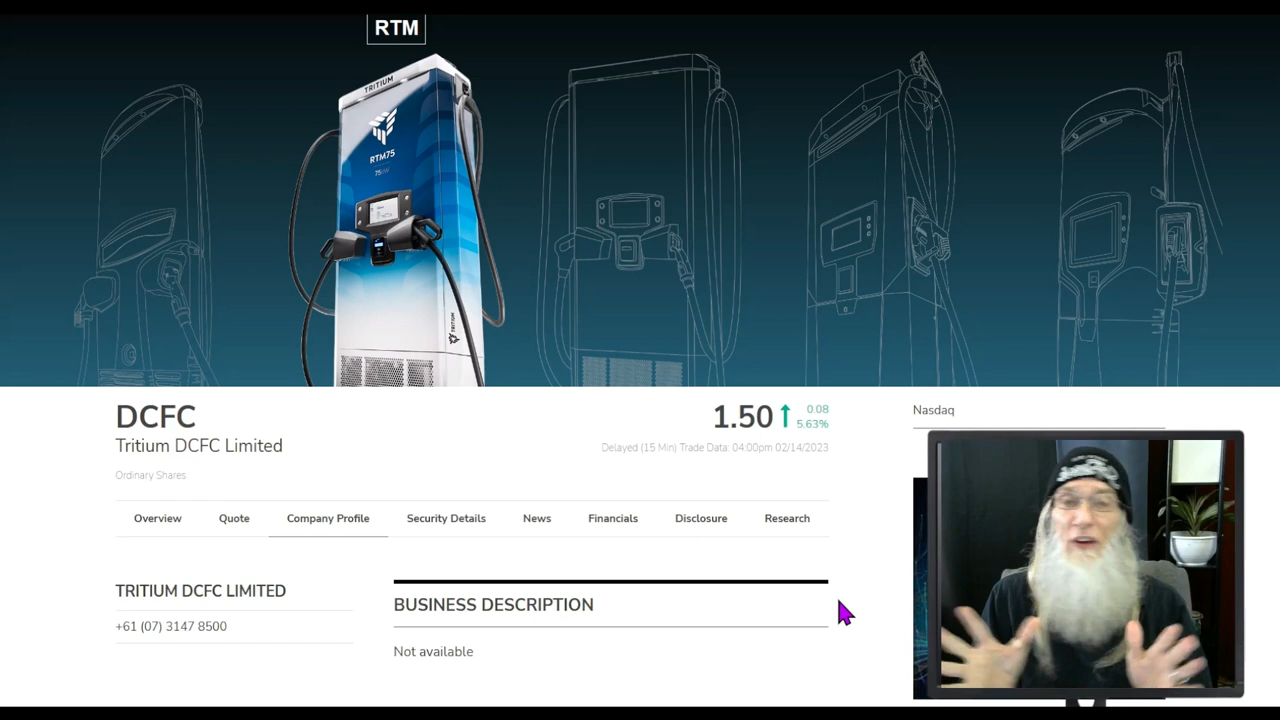 RTM
TRITIUM
RTM75
75kW
TRITIUM
DCFC
Tritium DCFC Limited
Ordinary Shares
1.50
0.08
5.63%
Delayed (15 Min) Trade Data: 04:00pm 02/14/2023
Nasdaq
Overview
Quote
Company Profile
Security Details
News
Financials
Disclosure
Research
TRITIUM DCFC LIMITED
+61 (07) 3147 8500
BUSINESS DESCRIPTION
Not available